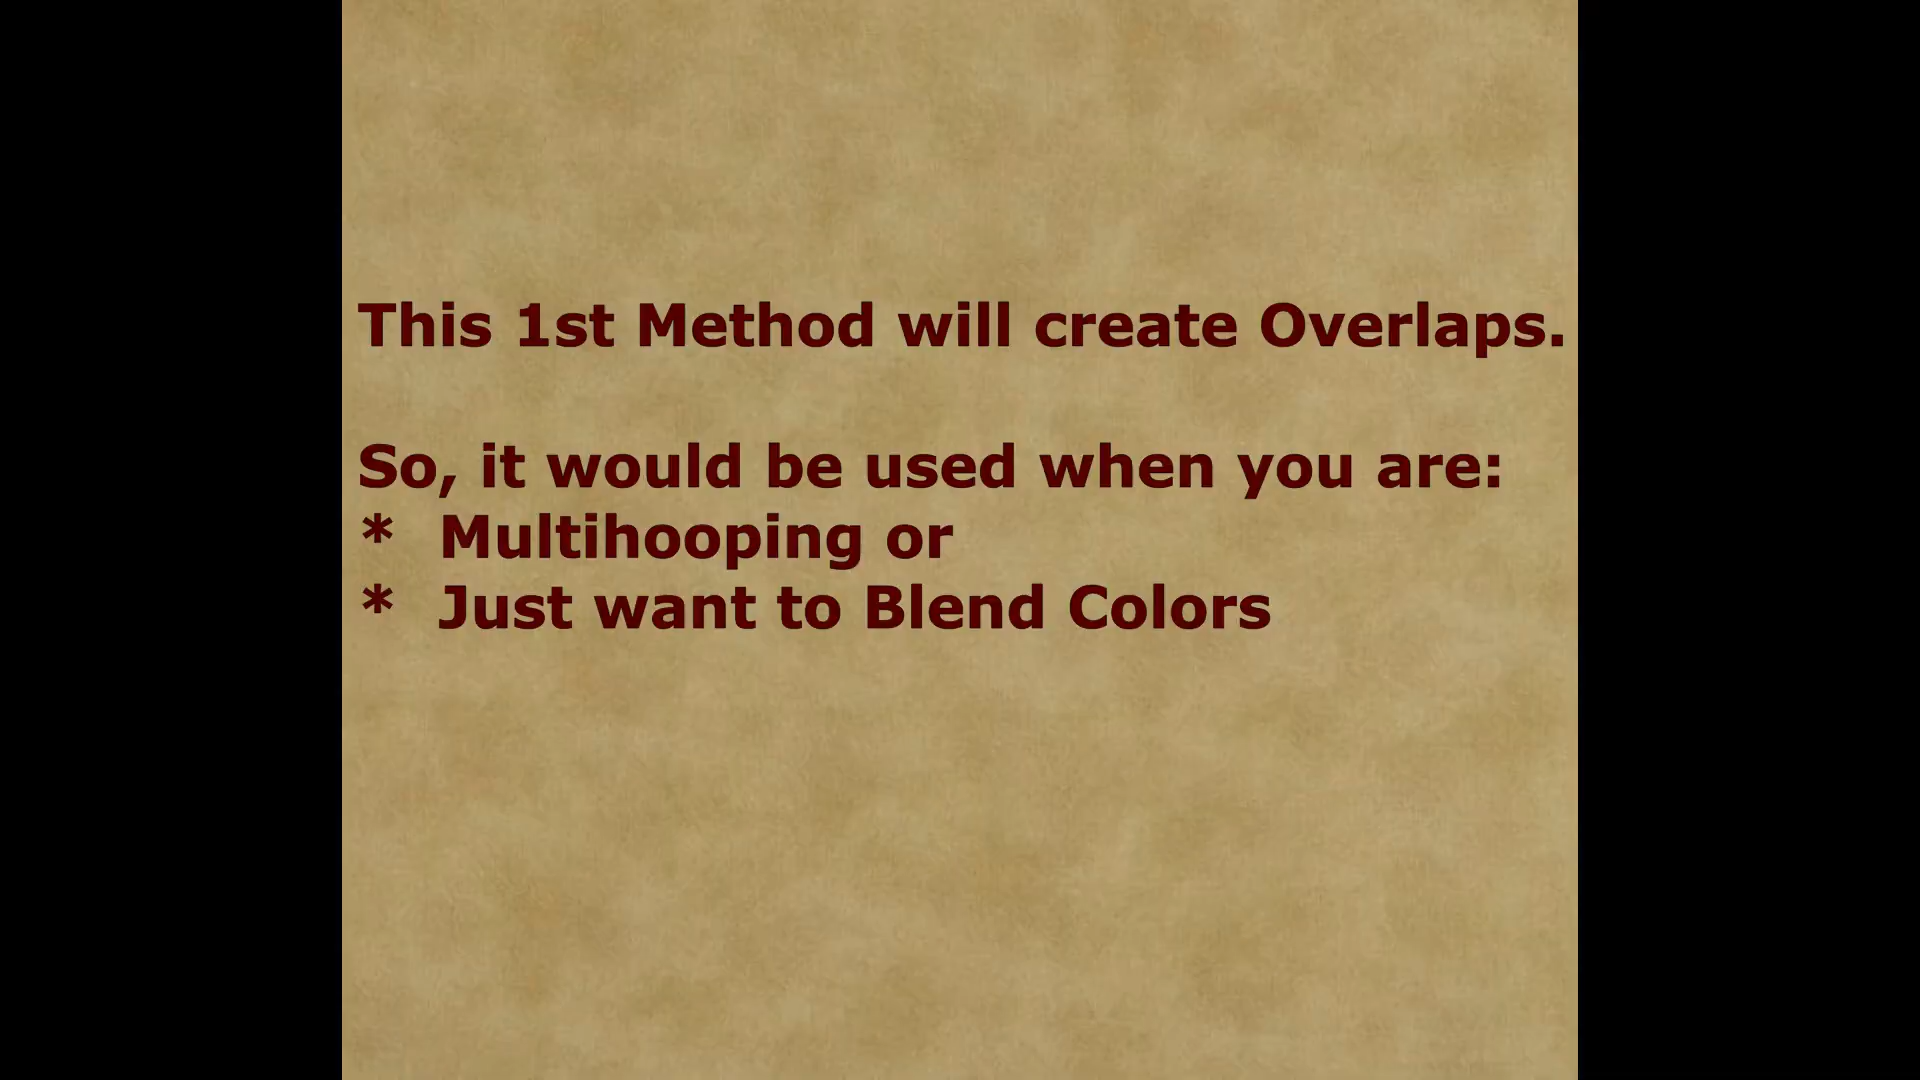 This 1st Method will create Overlaps.
So, it would be used when you are:
* Multihooping or
* Just want to Blend Colors